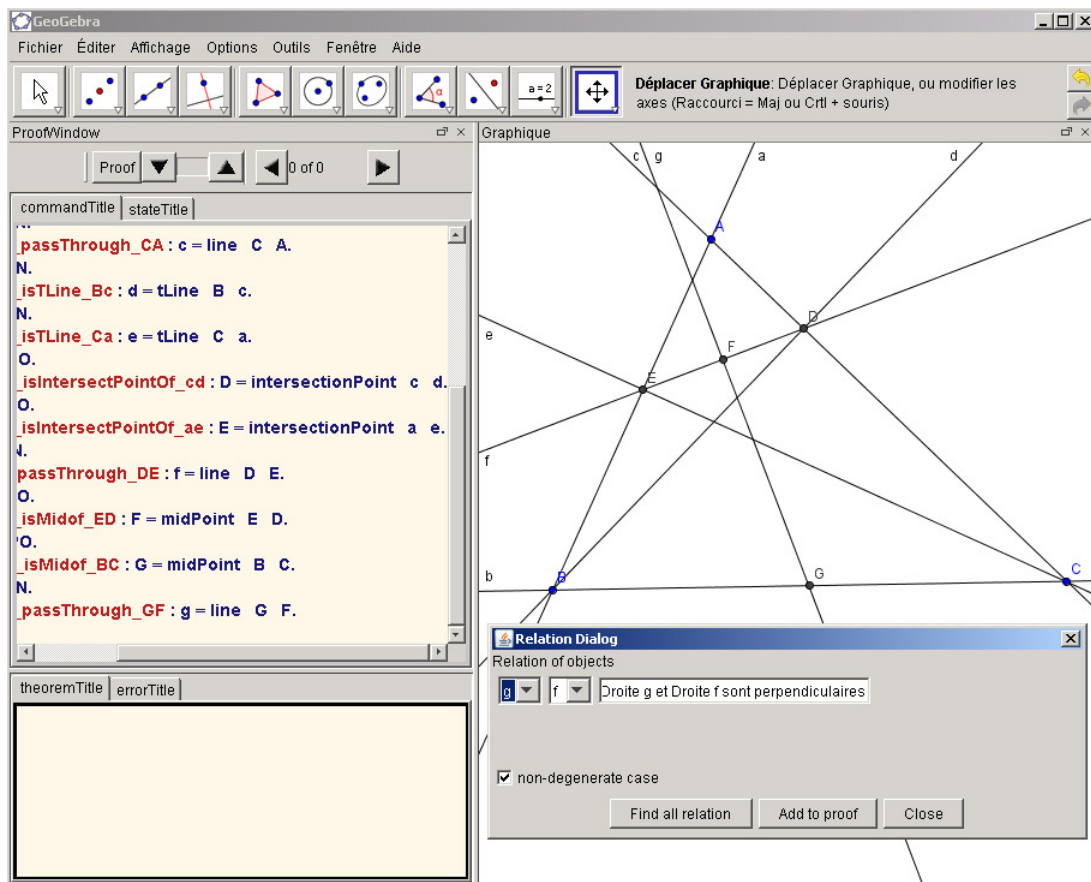 GeoGebra
Fichier Éditer Affichage Options Outils Fenêtre Aide
a = 2
Déplacer Graphique: Déplacer Graphique, ou modifier les
axes (Raccourci = Maj ou Crtl + souris)
ProofWindow
Proof
0 of 0
commandTitle stateTitle
N.
_passThrough_CA : c = line C A.
N.
_isTLine_Bc : d = tLine B c.
N.
_isTLine_Ca : e = tLine C a.
O.
_isIntersectPointOf_cd : D = intersectionPoint c d.
O.
_isIntersectPointOf_ae : E = intersectionPoint a e.
N.
passThrough_DE : f = line D E.
O.
_isMidof_ED : F = midPoint E D.
O.
_isMidof_BC : G = midPoint B C.
N.
_passThrough_GF : g = line G F.
theoremTitle errorTitle
Graphique
c g a d
A
D
e
F
E
f
b
B
G
C
Relation Dialog
Relation of objects
g f Droite g et Droite f sont perpendiculaires
non-degenerate case
Find all relation Add to proof Close